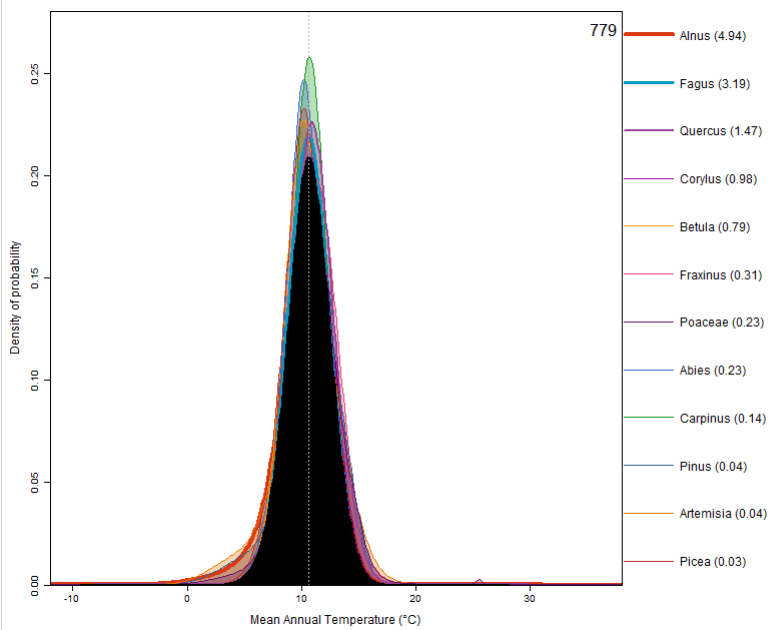 779
Alnus (4.94)
Fagus (3.19)
Quercus (1.47)
Corylus (0.98)
Betula (0.79)
Fraxinus (0.31)
Poaceae (0.23)
Abies (0.23)
Carpinus (0.14)
Pinus (0.04)
Artemisia (0.04)
Picea (0.03)
Density of probability
0.25
0.20
0.15
0.10
0.05
0.00
-10 0 10 20 30
Mean Annual Temperature (°C)